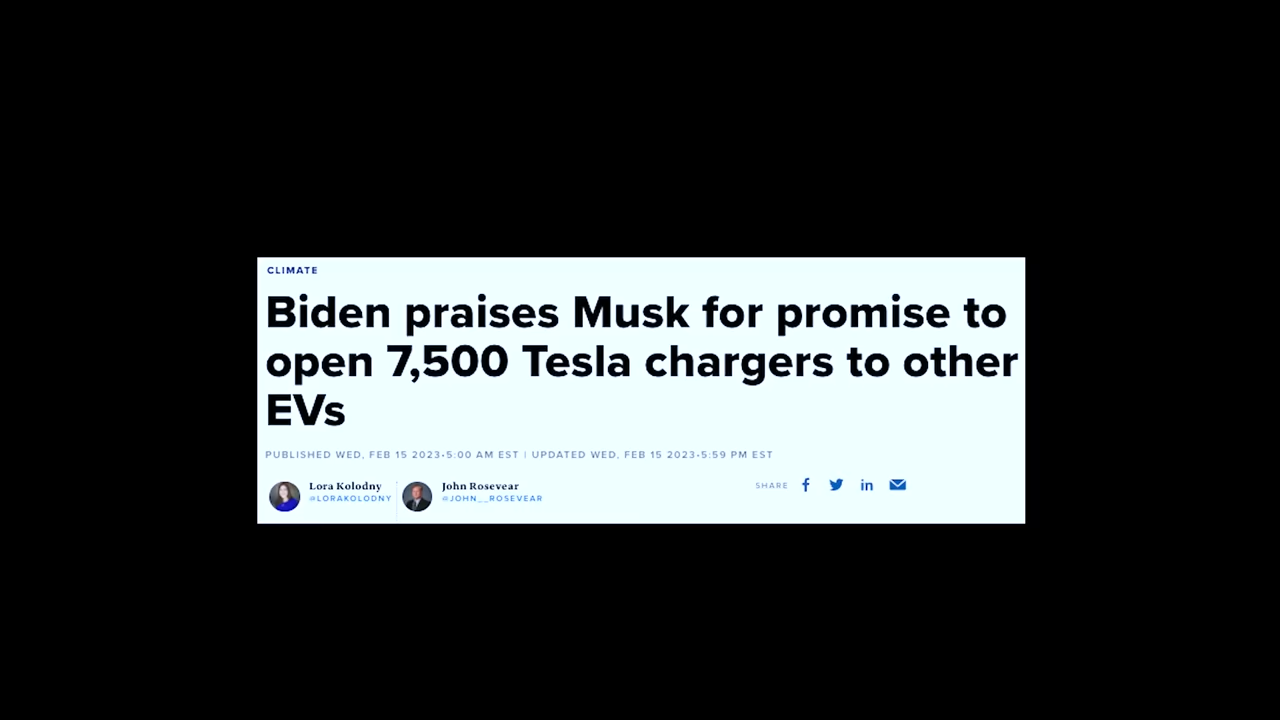 CLIMATE
Biden praises Musk for promise to
open 7,500 Tesla chargers to other
EVs
PUBLISHED WED, FEB 15 2023•5:00 AM EST | UPDATED WED, FEB 15 2023•5:59 PM EST
Lora Kolodny John Rosevear SHARE f in
@LORAKOLODNY @JOHN__ROSEVEAR